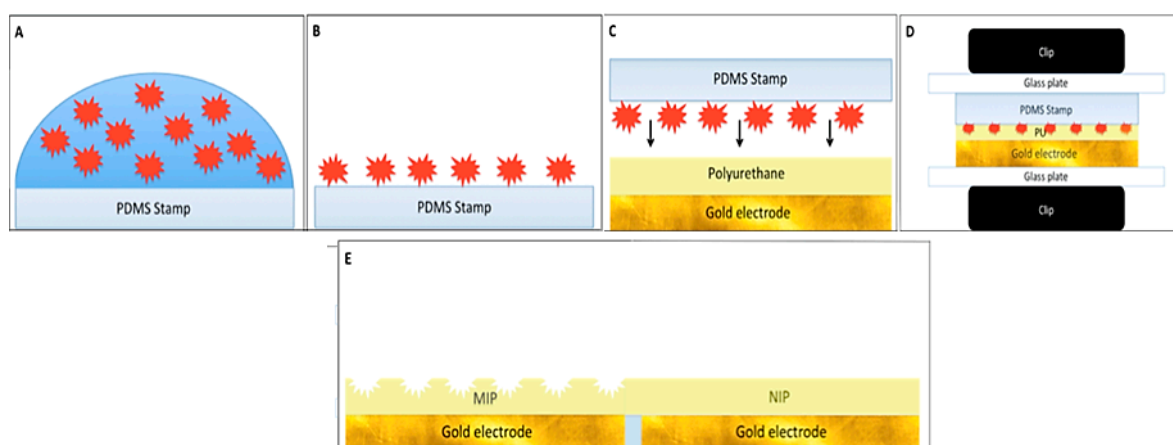 A
PDMS Stamp
B
PDMS Stamp
C
PDMS Stamp
Polyurethane
Gold electrode
D
Clip
Glass plate
PDMS Stamp
PU
Gold electrode
Glass plate
Clip
E
MIP
NIP
Gold electrode
Gold electrode